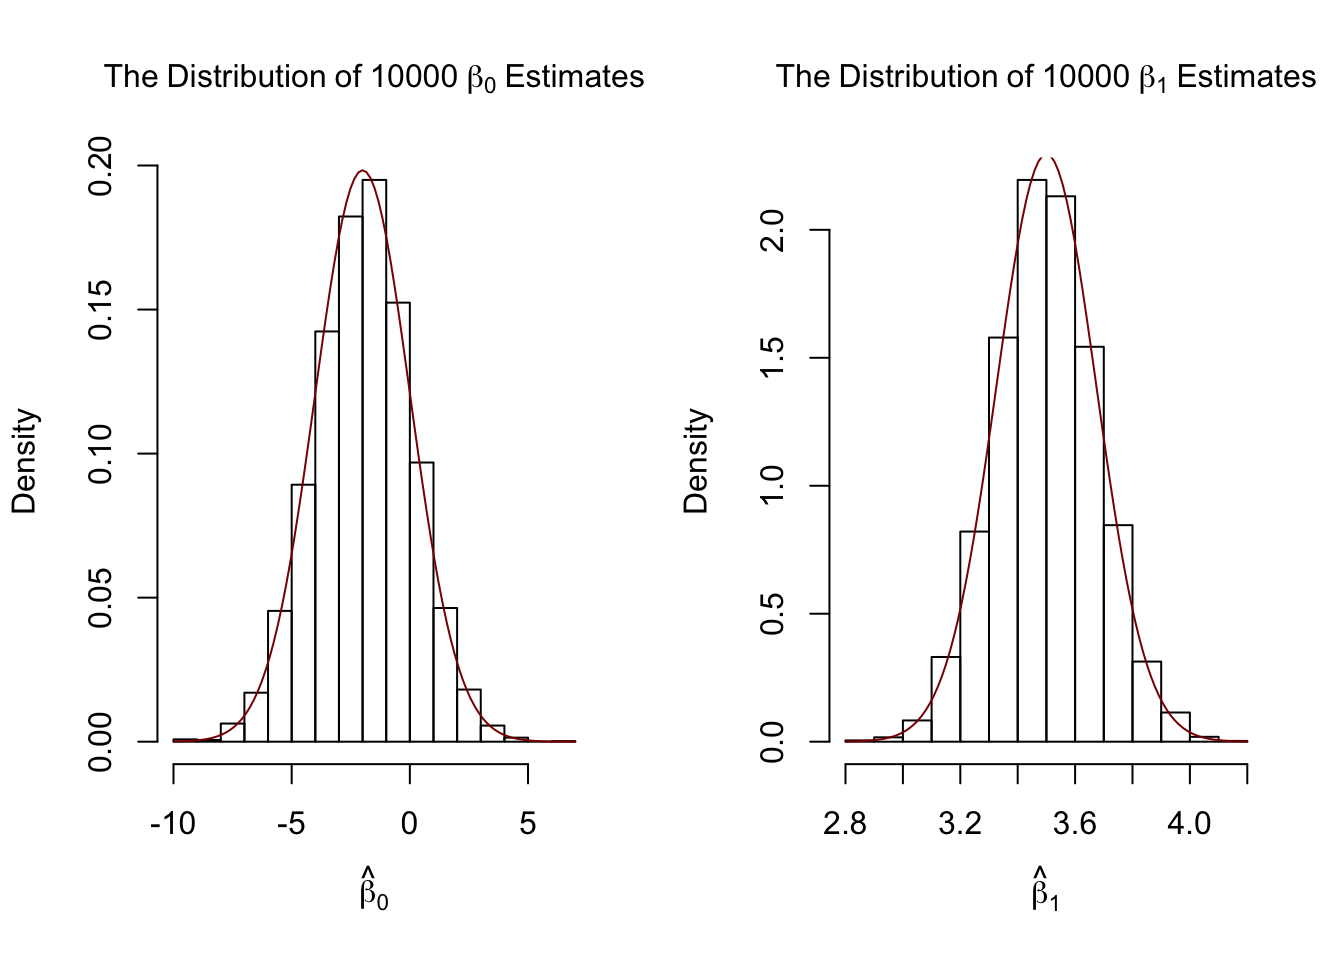 The Distribution of 10000 β₀ Estimates
Density
0.00 0.05 0.10 0.15 0.20
-10 -5 0 5
β̂₀
The Distribution of 10000 β₁ Estimates
Density
0.0 0.5 1.0 1.5 2.0
2.8 3.2 3.6 4.0
β̂₁